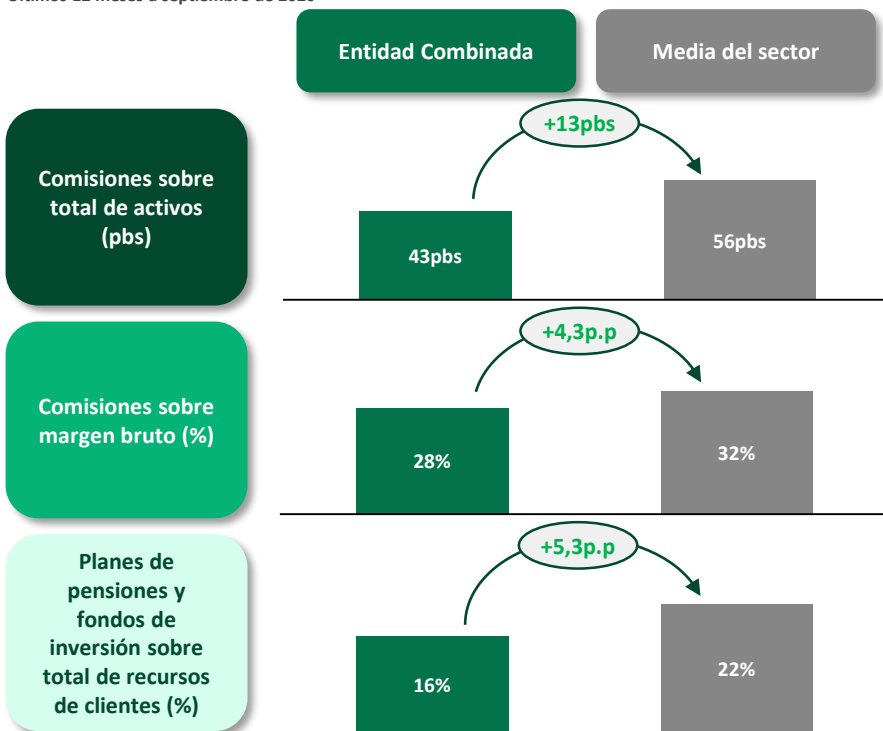 Entidad Combinada
Media del sector
Comisiones sobre
total de activos
(pbs)
+13pbs
43pbs
56pbs
Comisiones sobre
margen bruto (%)
+4,3p.p
28%
32%
Planes de
pensiones y
fondos de
inversión sobre
total de recursos
de clientes (%)
+5,3p.p
16%
22%